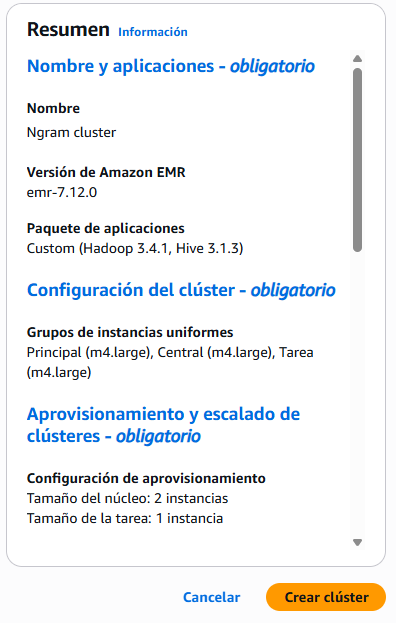 Resumen Información
Nombre y aplicaciones - obligatorio
Nombre
Ngram cluster
Versión de Amazon EMR
emr-7.12.0
Paquete de aplicaciones
Custom (Hadoop 3.4.1, Hive 3.1.3)
Configuración del clúster - obligatorio
Grupos de instancias uniformes
Principal (m4.large), Central (m4.large), Tarea
(m4.large)
Aprovisionamiento y escalado de
clústeres - obligatorio
Configuración de aprovisionamiento
Tamaño del núcleo: 2 instancias
Tamaño de la tarea: 1 instancia
Cancelar Crear clúster